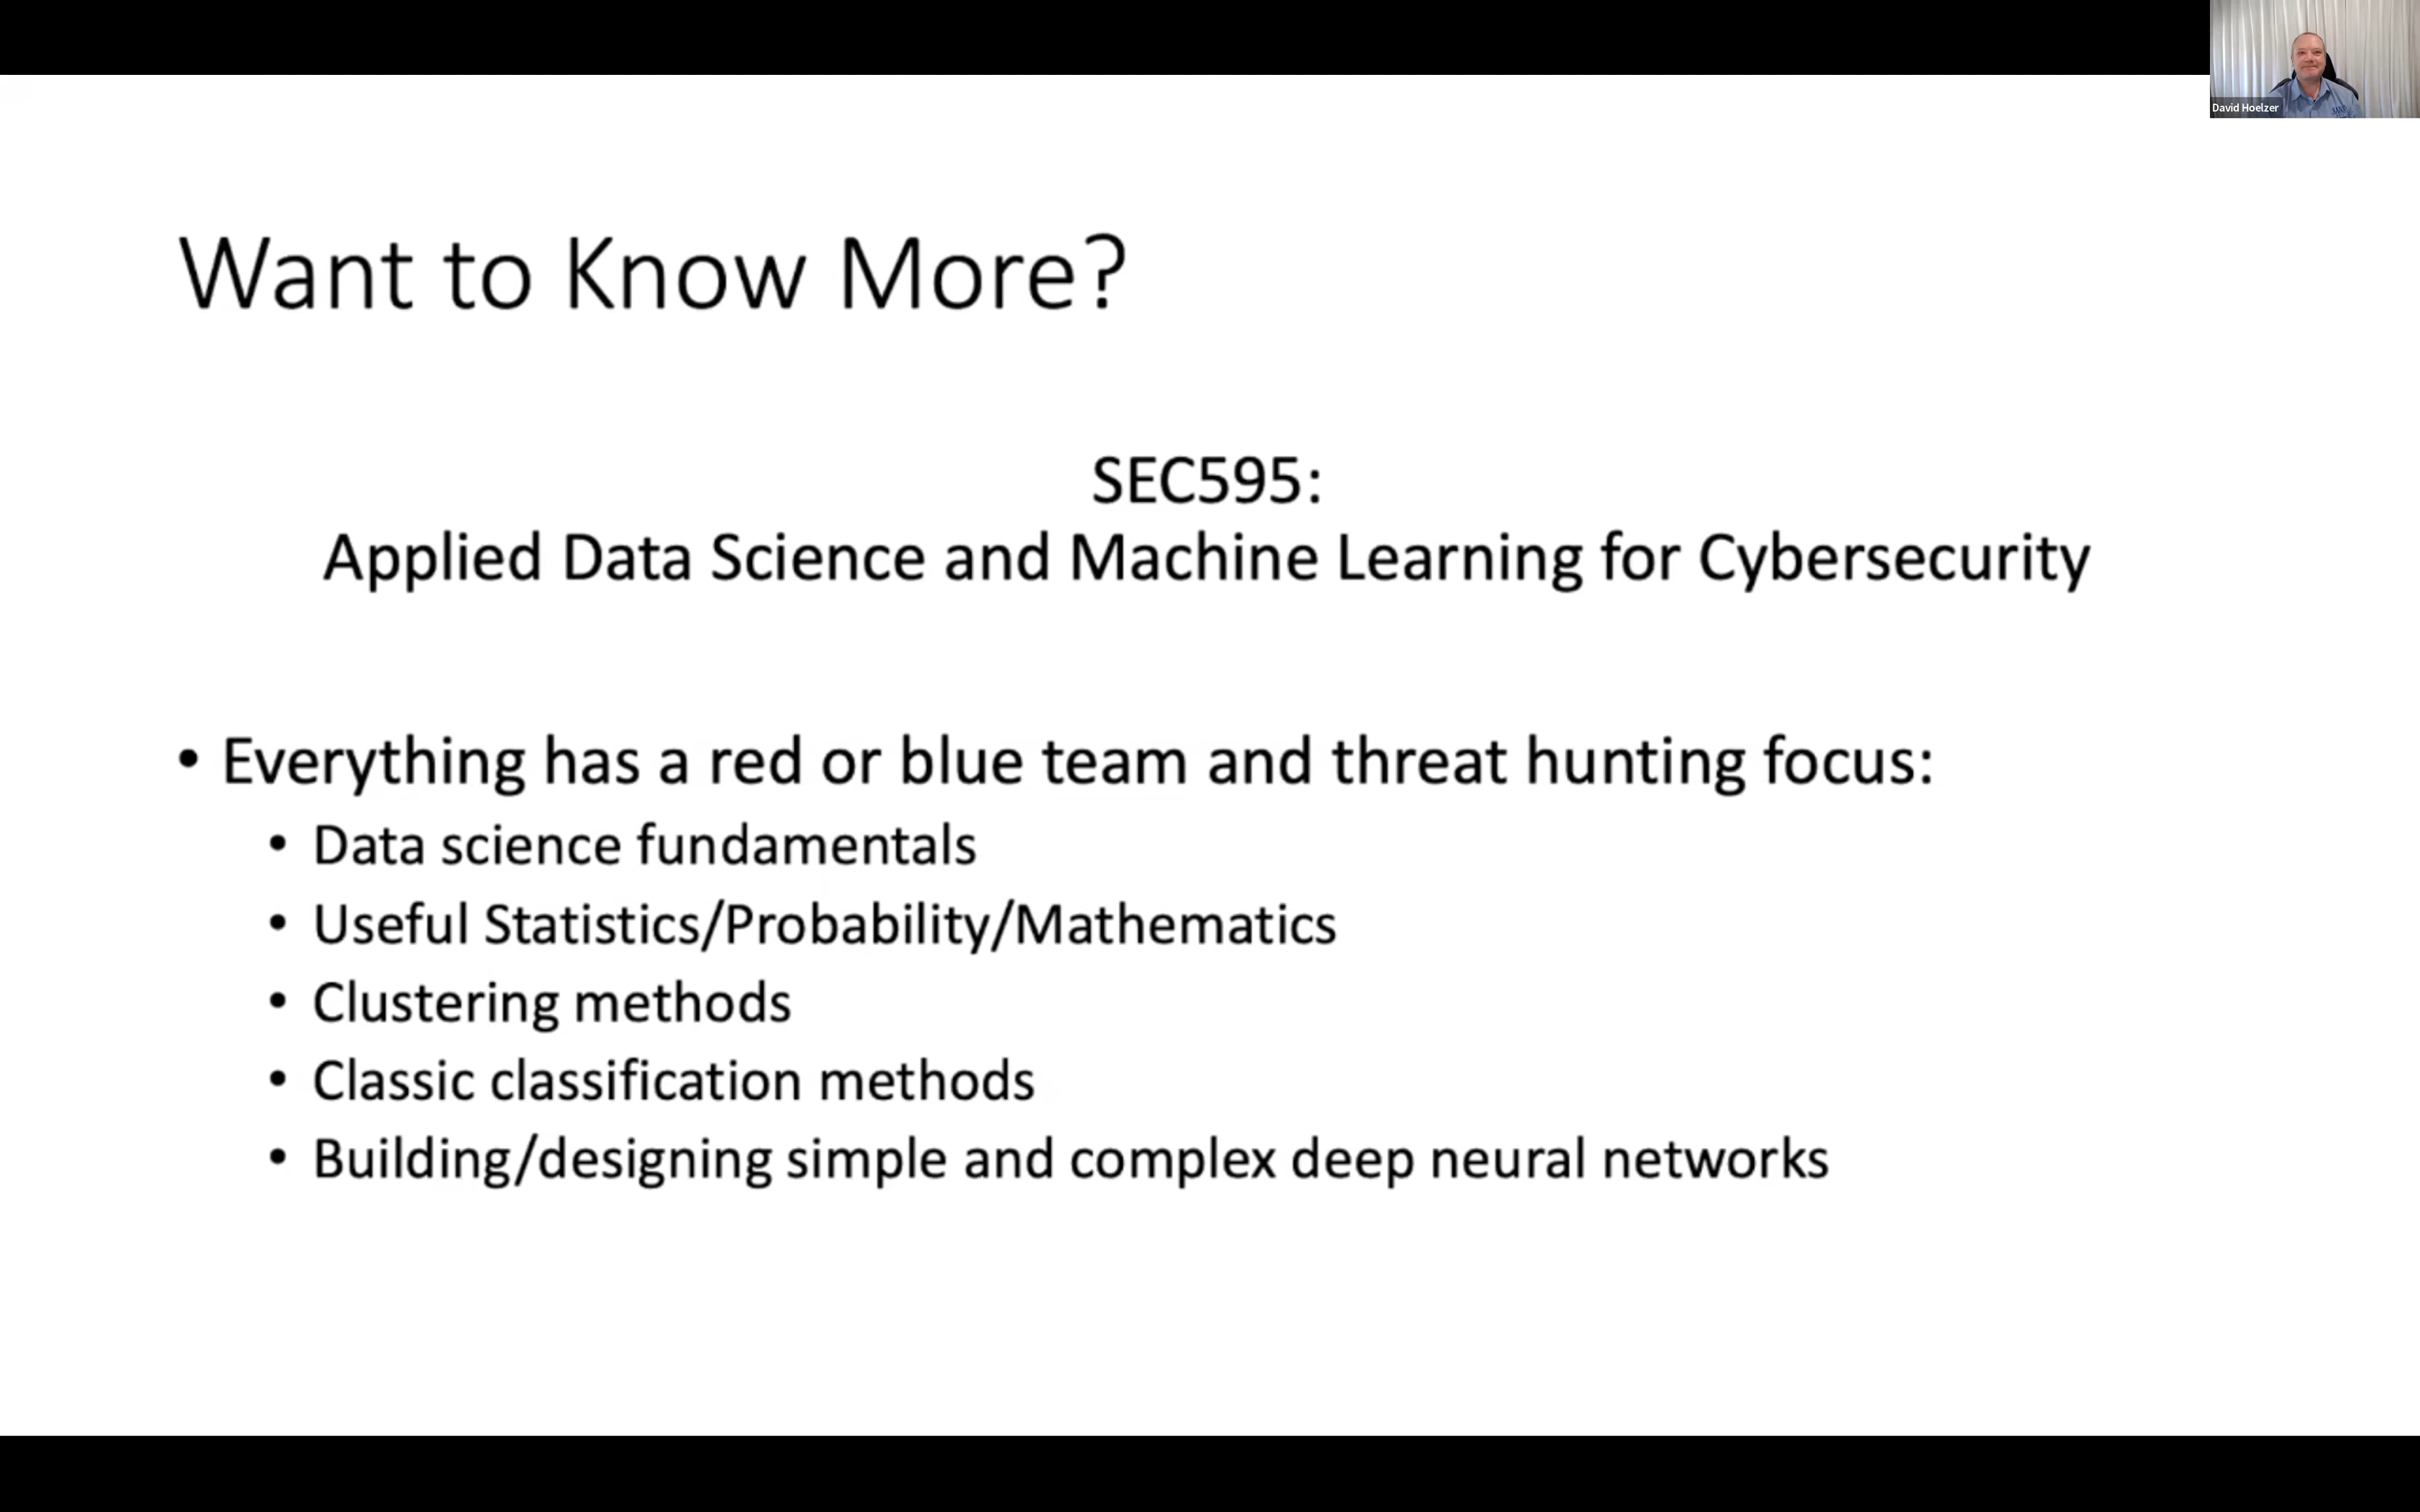 David Hoelzer
Want to Know More?
SEC595:
Applied Data Science and Machine Learning for Cybersecurity
• Everything has a red or blue team and threat hunting focus:
• Data science fundamentals
• Useful Statistics/Probability/Mathematics
• Clustering methods
• Classic classification methods
• Building/designing simple and complex deep neural networks